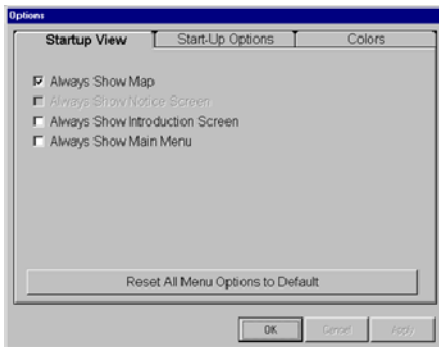 Options
Startup View Start-Up Options Colors
Always Show Map
Always Show Notice Screen
Always Show Introduction Screen
Always Show Main Menu
Reset All Menu Options to Default
OK Cancel Apply